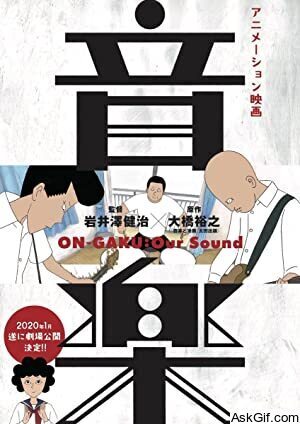 アニメーション映画
音楽
監督
岩井澤健治
×
原作
大橋裕之
ON-GAKU:Our Sound
2020年1月
遂に劇場公開
決定!!
AskGif.com